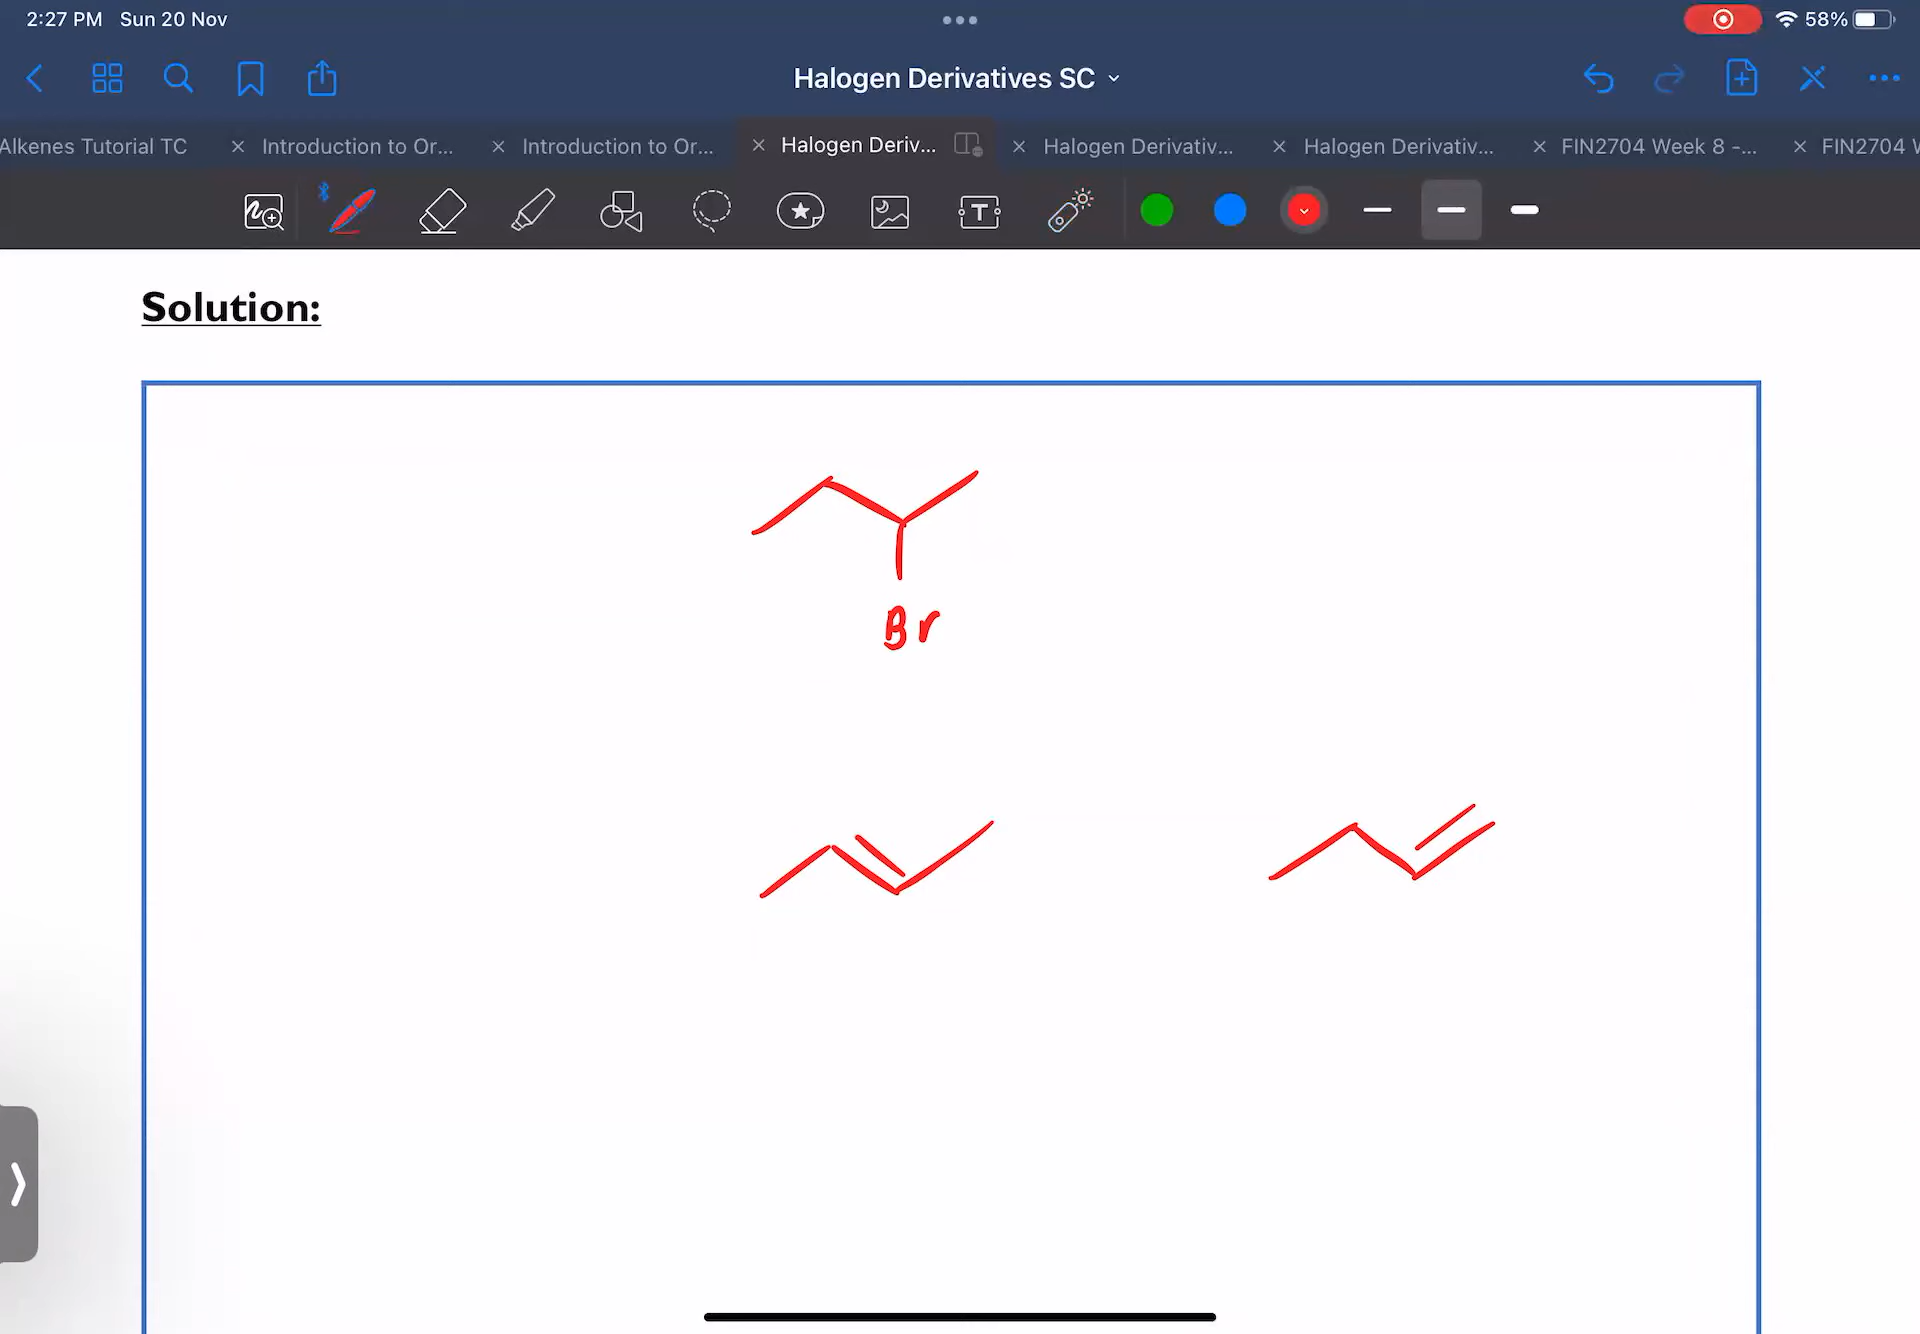 2:27 PM Sun 20 Nov
58%
Halogen Derivatives SC
Alkenes Tutorial TC
Introduction to Or...
Introduction to Or...
Halogen Deriv...
Halogen Derivativ...
Halogen Derivativ...
FIN2704 Week 8 -...
FIN2704 W
T
Solution:
Br